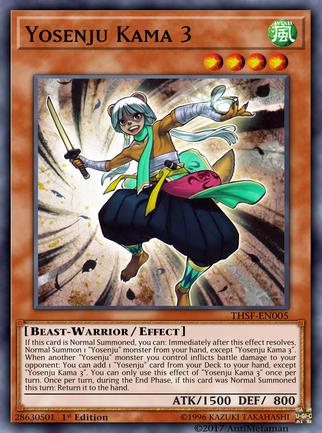 Yosenju Kama 3
WIND
風
THSF-EN005
[Beast-Warrior / Effect]
If this card is Normal Summoned, you can: Immediately after this effect resolves,
Normal Summon 1 "Yosenju" monster from your hand, except "Yosenju Kama 3".
When another "Yosenju" monster you control inflicts battle damage to your
opponent: You can add 1 "Yosenju" card from your Deck to your hand, except
"Yosenju Kama 3". You can only use this effect of "Yosenju Kama 3" once per
turn. Once per turn, during the End Phase, if this card was Normal Summoned
this turn: Return it to the hand.
ATK/1500 DEF/ 800
28630501 1st Edition ©1996 KAZUKI TAKAHASHI
©2017 AntiMetaman